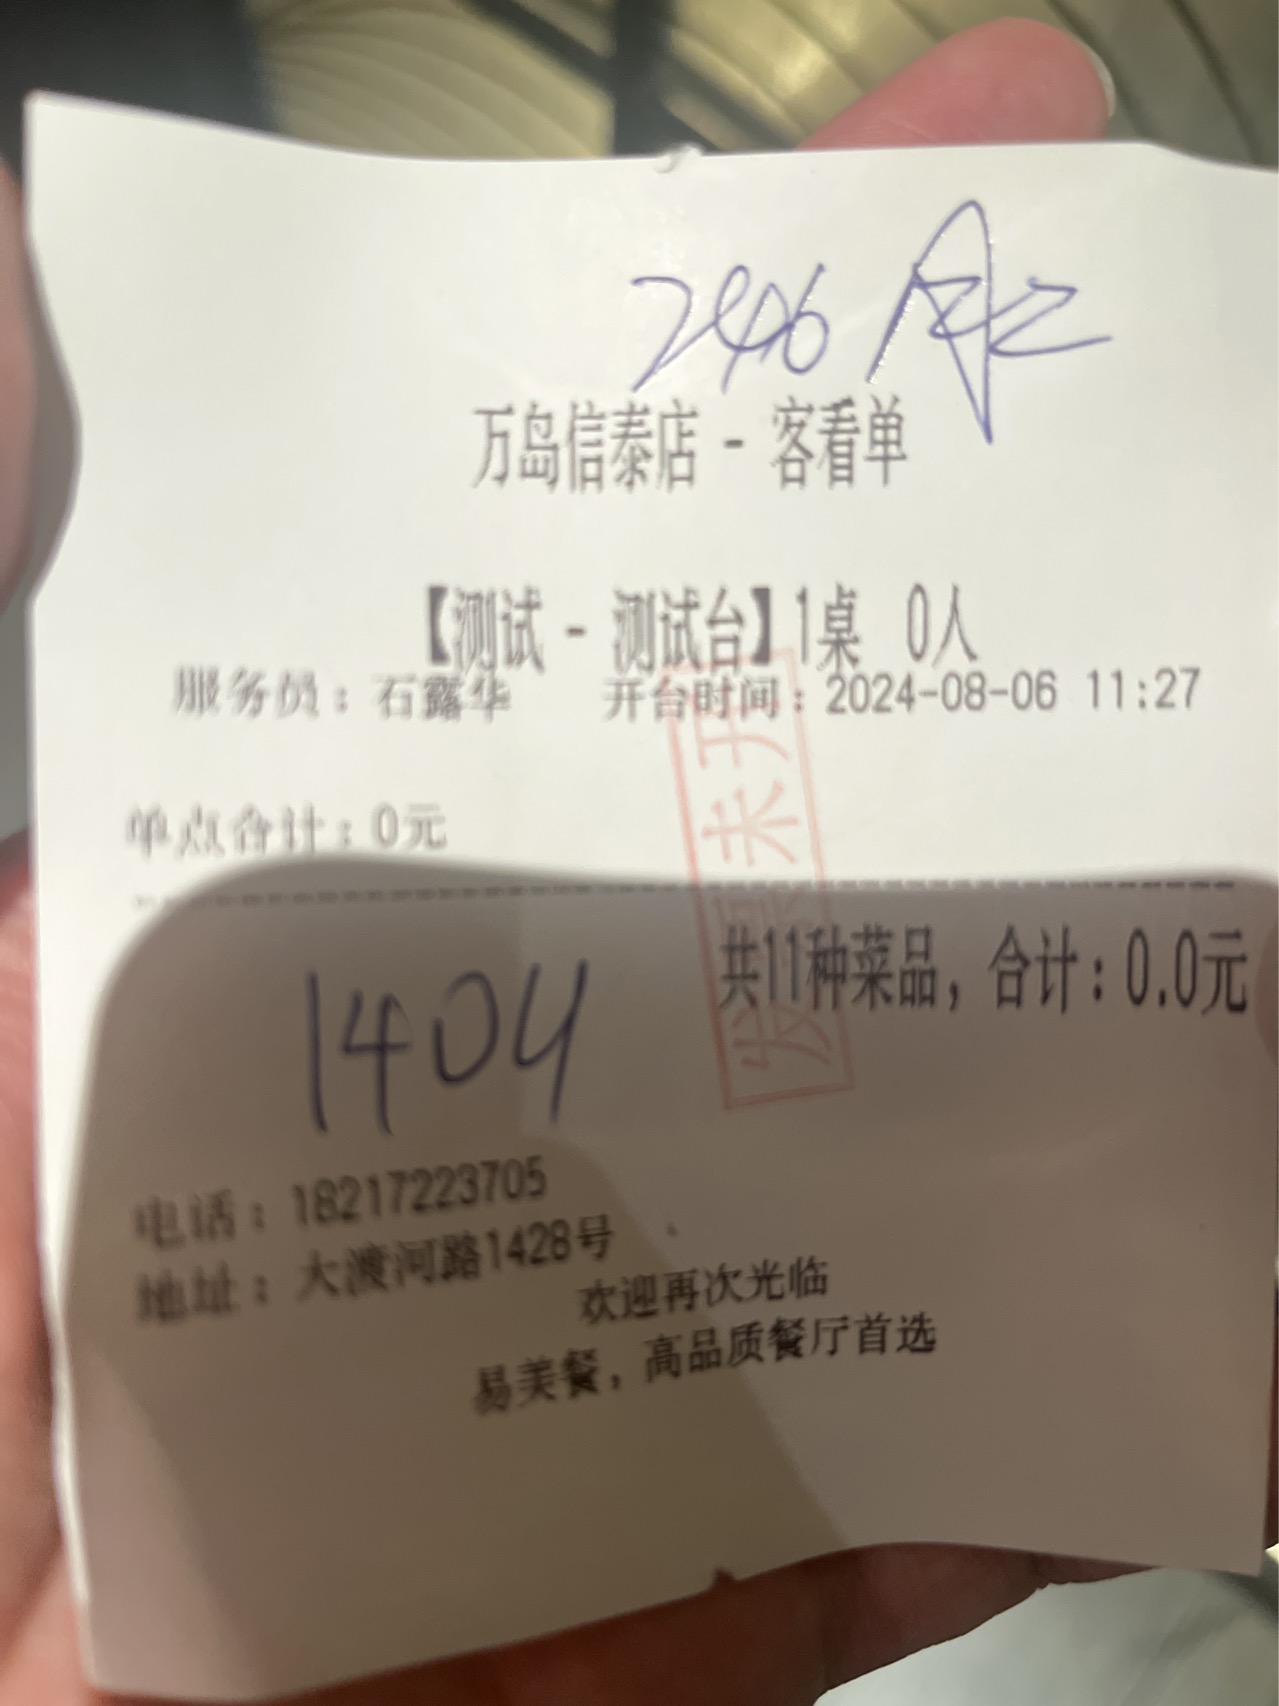 万岛信泰店 - 客看单
【测试 - 测试台】1桌 0人
服务员：石露华 开台时间：2024-08-06 11:27
单点合计：0元
发票未开
共11种菜品，合计：0.0元
1404
电话：18217223705
地址：大渡河路1428号
欢迎再次光临
易美餐，高品质餐厅首选